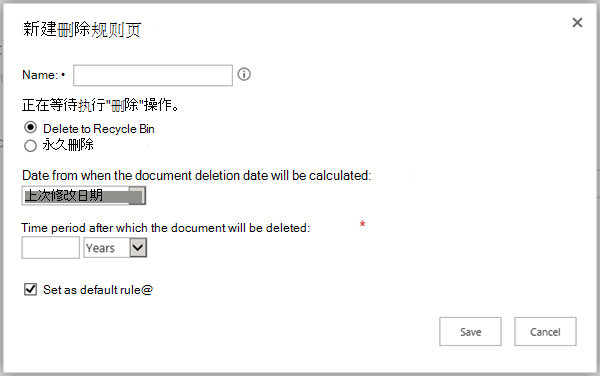 新建删除规则页
Name: •
正在等待执行"删除"操作。
Delete to Recycle Bin
永久删除
Date from when the document deletion date will be calculated:
上次修改日期
Time period after which the document will be deleted: *
Years
Set as default rule@
Save Cancel